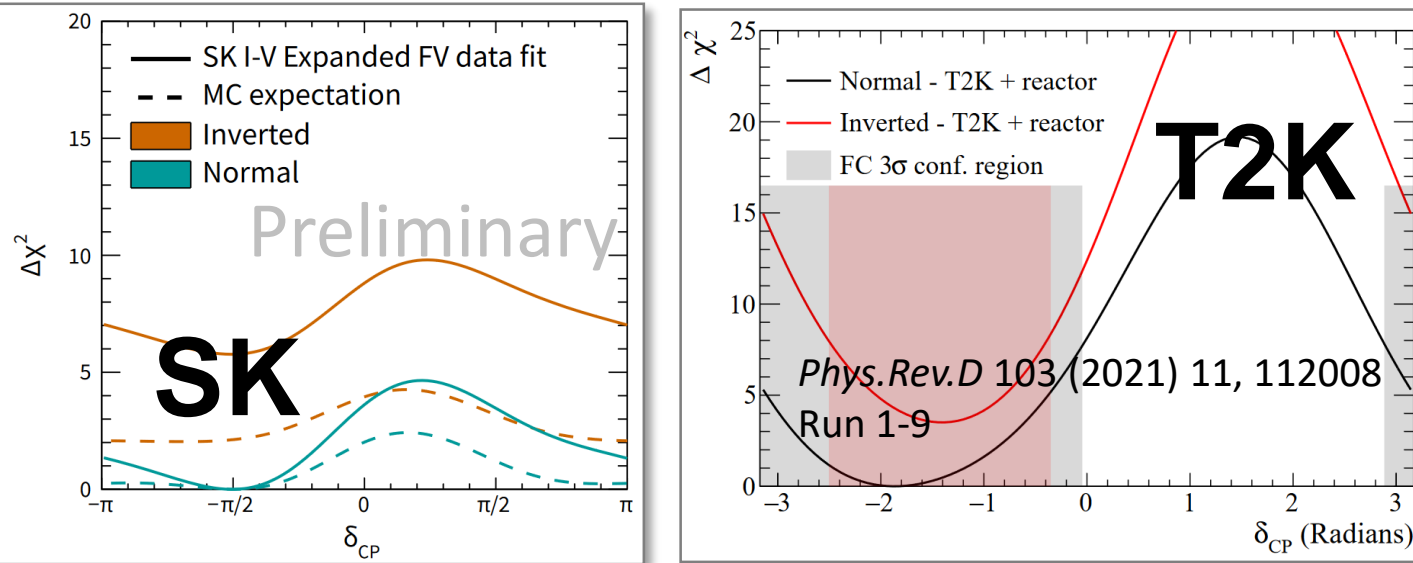 20
SK I-V Expanded FV data fit
MC expectation
Inverted
Normal
15
Preliminary
10
Δχ²
SK
5
0
−π
−π/2
0
π/2
π
δCP
25
Δ χ²
Normal - T2K + reactor
Inverted - T2K + reactor
FC 3σ conf. region
T2K
20
15
10
Phys.Rev.D 103 (2021) 11, 112008
Run 1-9
5
0
−3
−2
−1
0
1
2
3
δCP (Radians)